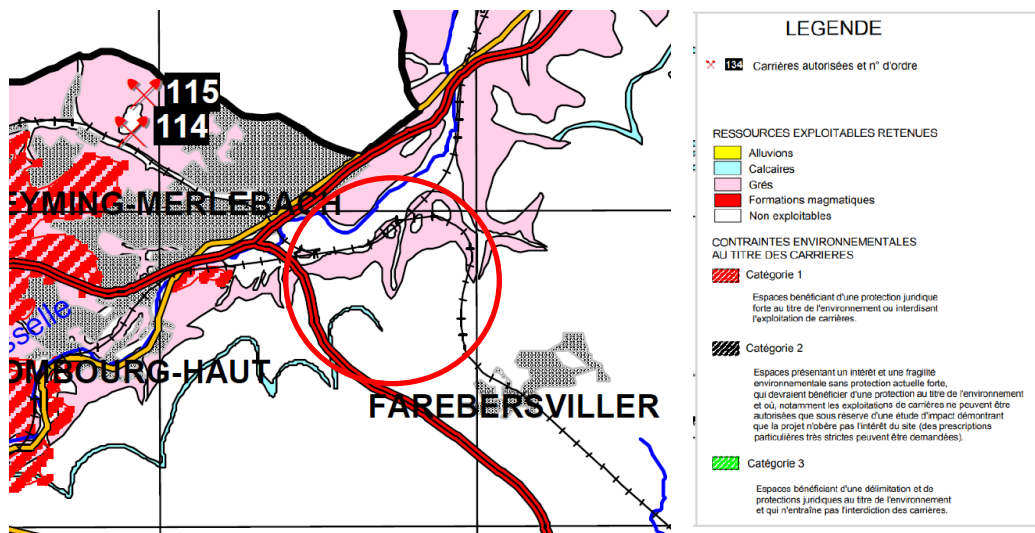 115
114
EYMING-MERLEBACH
sselle
OMBOURG-HAUT
FAREBERSVILLER
LEGENDE
134 Carrières autorisées et n° d'ordre
RESSOURCES EXPLOITABLES RETENUES
Alluvions
Calcaires
Grés
Formations magmatiques
Non exploitables
CONTRAINTES ENVIRONNEMENTALES
AU TITRE DES CARRIERES
Catégorie 1
Espaces bénéficiant d'une protection juridique
forte au titre de l'environnement ou interdisant
l'exploitation de carrières.
Catégorie 2
Espaces présentant un intérêt et une fragilité
environnementale sans protection actuelle forte,
qui devraient bénéficier d'une protection au titre de l'environnement
et où, notamment les exploitations de carrières ne peuvent être
autorisées que sous réserve d'une étude d'impact démontrant
que la projet n'obère pas l'intérêt du site (des prescriptions
particulières très strictes peuvent être demandées).
Catégorie 3
Espaces bénéficiant d'une délimitation et de
protections juridiques au titre de l'environnement
et qui n'entraîne pas l'interdiction des carrières.